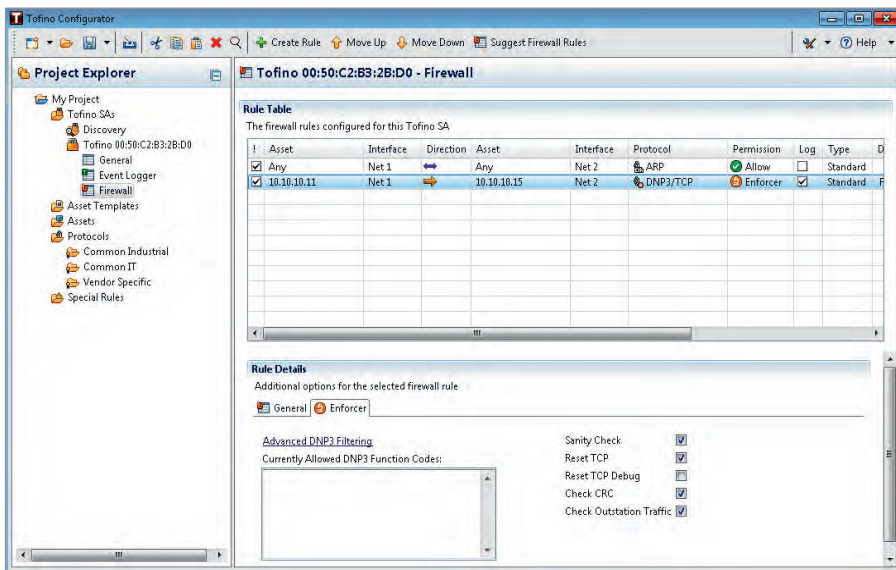 Tofino Configurator
Create Rule Move Up Move Down Suggest Firewall Rules Help
Project Explorer
My Project
Tofino SAs
Discovery
Tofino 00:50:C2:B3:2B:D0
General
Event Logger
Firewall
Asset Templates
Assets
Protocols
Common Industrial
Common IT
Vendor Specific
Special Rules
Tofino 00:50:C2:B3:2B:D0 - Firewall
Rule Table
The firewall rules configured for this Tofino SA
! Asset Interface Direction Asset Interface Protocol Permission Log Type D
Any Net 1 Any Net 2 ARP Allow Standard
10.10.10.11 Net 1 10.10.10.15 Net 2 DNP3/TCP Enforcer Standard F
Rule Details
Additional options for the selected firewall rule
General Enforcer
Advanced DNP3 Filtering
Currently Allowed DNP3 Function Codes:
Sanity Check
Reset TCP
Reset TCP Debug
Check CRC
Check Outstation Traffic